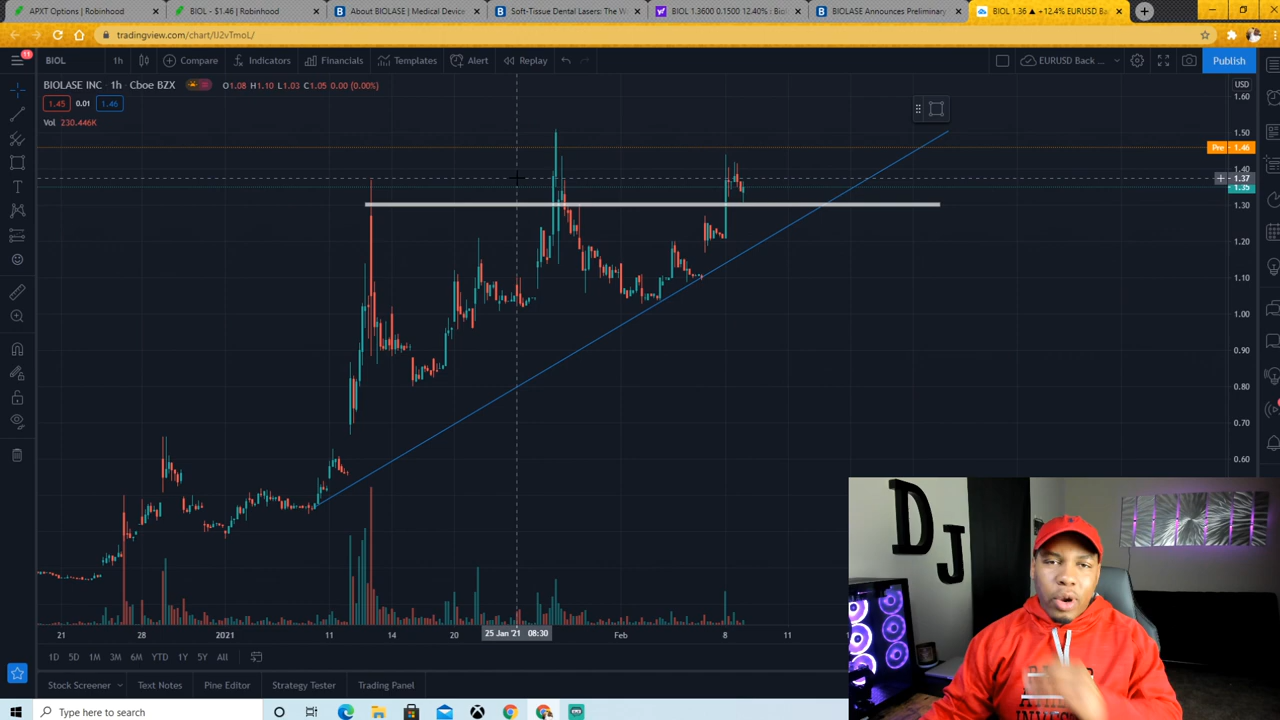 APXT Options | Robinhood
BIOL - $1.46 | Robinhood
About BIOLASE | Medical Device
Soft-Tissue Dental Lasers: The W
BIOL 1.3600 0.1500 12.40% : Biol
BIOLASE Announces Preliminary
BIOL 1.36 ▲ +12.4% EURUSD Ba
tradingview.com/chart/U2vTmoL/
11
BIOL
1h
Compare
Indicators
Financials
Templates
Alert
Replay
EURUSD Back ...
Publish
BIOLASE INC · 1h · Cboe BZX
O1.08 H1.10 L1.03 C1.05 0.00 (0.00%)
1.45
0.01
1.46
Vol 230.446K
USD
1.60
1.50
Pre 1.46
1.40
1.37
1.35
1.30
1.20
1.10
1.00
0.90
0.80
0.70
0.60
21
28
2021
11
14
20
25 Jan '21 08:30
Feb
8
11
1D
5D
1M
3M
6M
YTD
1Y
5Y
All
Stock Screener
Text Notes
Pine Editor
Strategy Tester
Trading Panel
Type here to search
DJ